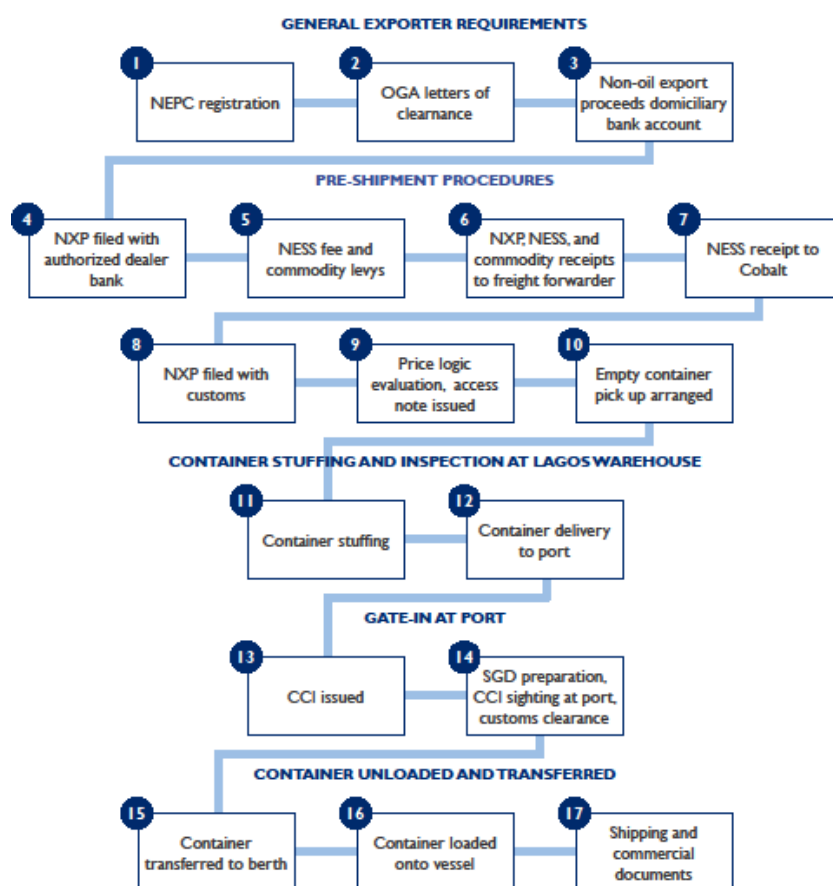 GENERAL EXPORTER REQUIREMENTS
1
NEPC registration
2
OGA letters of
clearnance
3
Non-oil export
proceeds domiciliary
bank account
PRE-SHIPMENT PROCEDURES
4
NXP filed with
authorized dealer
bank
5
NESS fee and
commodity levys
6
NXP, NESS, and
commodity receipts
to freight forwarder
7
NESS receipt to
Cobalt
8
NXP filed with
customs
9
Price logic
evaluation, access
note issued
10
Empty container
pick up arranged
CONTAINER STUFFING AND INSPECTION AT LAGOS WAREHOUSE
11
Container stuffing
12
Container delivery
to port
GATE-IN AT PORT
13
CCI issued
14
SGD preparation,
CCI sighting at port,
customs clearance
CONTAINER UNLOADED AND TRANSFERRED
15
Container
transferred to berth
16
Container loaded
onto vessel
17
Shipping and
commercial
documents